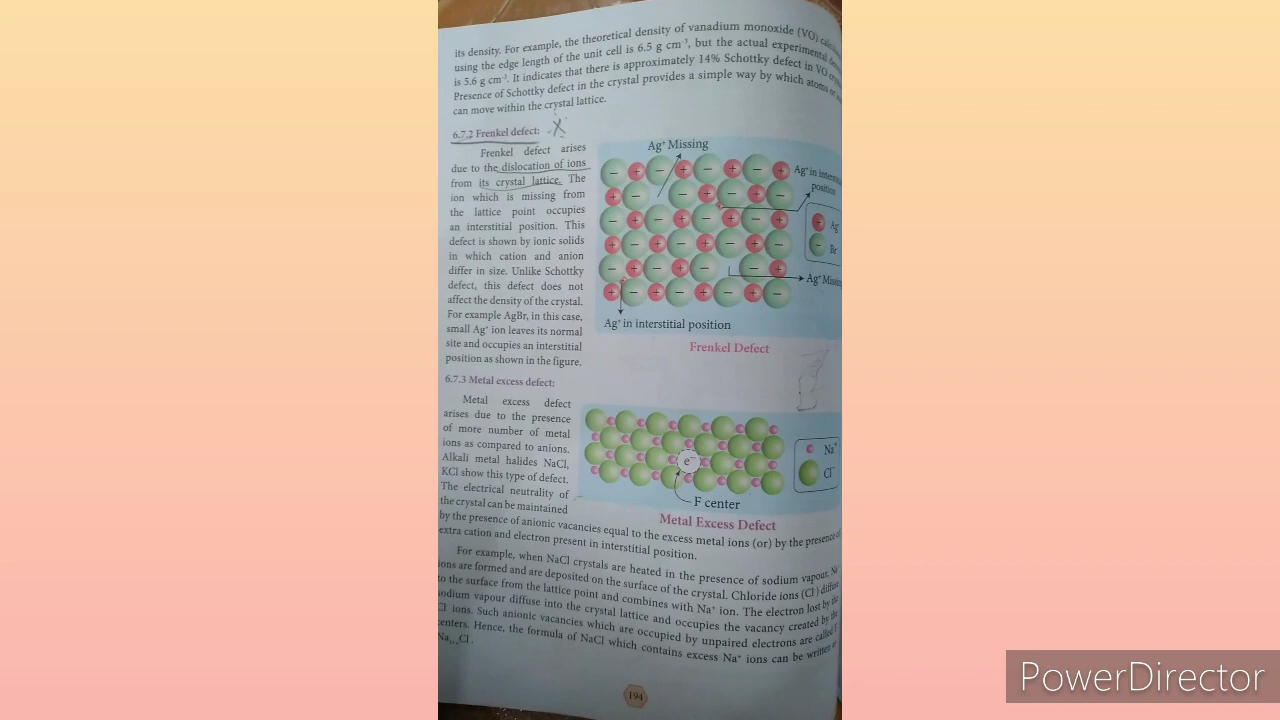 its density. For example, the theoretical density of vanadium monoxide (VO)
using the edge length of the unit cell is 6.5 g cm⁻³, but the actual experimental
is 5.6 g cm⁻³. It indicates that there is approximately 14% Schottky defect in VO
Presence of Schottky defect in the crystal provides a simple way by which atoms or
can move within the crystal lattice.
6.7.2 Frenkel defect:
Frenkel defect arises
due to the dislocation of ions
from its crystal lattice. The
ion which is missing from
the lattice point occupies
an interstitial position. This
defect is shown by ionic solids
in which cation and anion
differ in size. Unlike Schottky
defect, this defect does not
affect the density of the crystal.
For example AgBr, in this case,
small Ag⁺ ion leaves its normal
site and occupies an interstitial
position as shown in the figure.
Ag⁺ Missing
Ag⁺ in
position
Ag
Br
Ag⁺
Ag⁺ in interstitial position
Frenkel Defect
6.7.3 Metal excess defect:
Metal excess defect
arises due to the presence
of more number of metal
ions as compared to anions.
Alkali metal halides NaCl,
KCl show this type of defect.
The electrical neutrality of
the crystal can be maintained
by the presence of anionic vacancies equal to the excess metal ions (or) by the presence of
extra cation and electron present in interstitial position.
e⁻
F center
Na⁺
Cl⁻
Metal Excess Defect
For example, when NaCl crystals are heated in the presence of sodium vapour, Na⁺
ions are formed and are deposited on the surface of the crystal. Chloride ions (Cl⁻) diffuse
to the surface from the lattice point and combines with Na⁺ ion. The electron lost by the
sodium vapour diffuse into the crystal lattice and occupies the vacancy created by the
Cl⁻ ions. Such anionic vacancies which are occupied by unpaired electrons are called F
centers. Hence, the formula of NaCl which contains excess Na⁺ ions can be written
194
PowerDirector